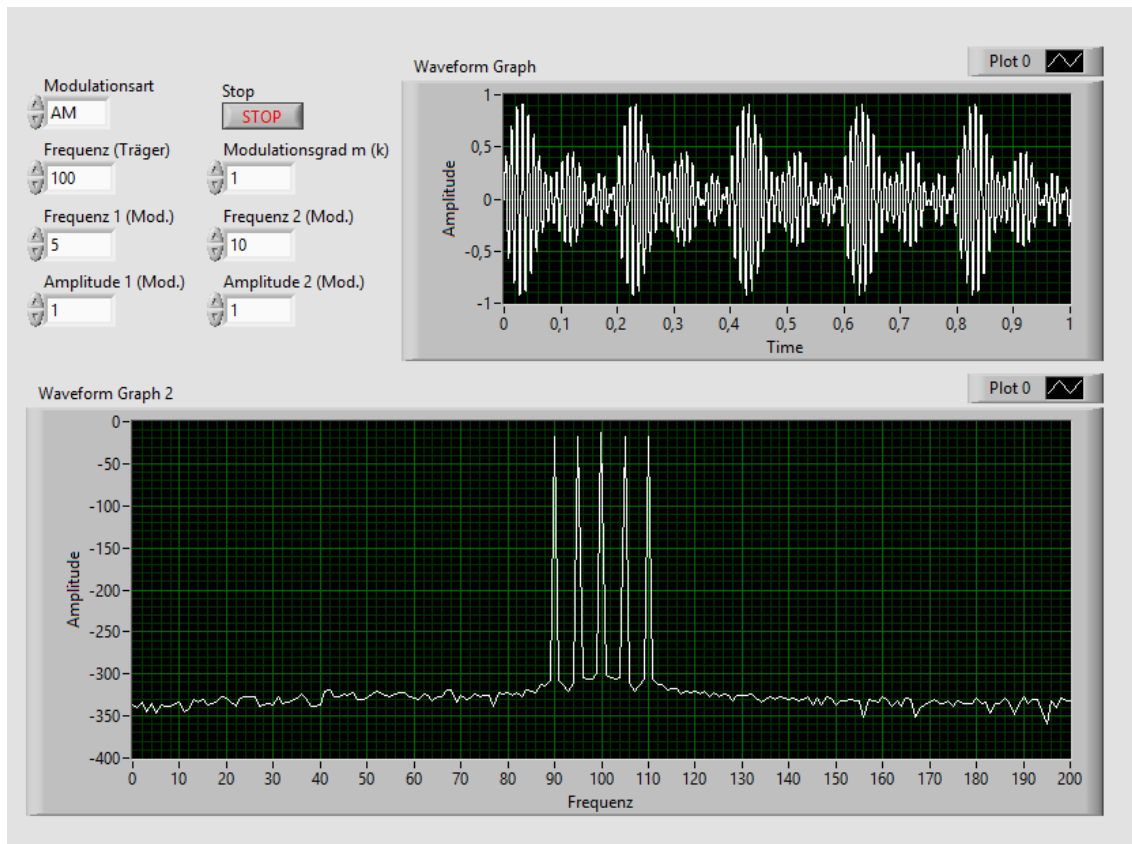 Modulationsart
AM
Stop
STOP
Frequenz (Träger)
100
Modulationsgrad m (k)
1
Frequenz 1 (Mod.)
5
Frequenz 2 (Mod.)
10
Amplitude 1 (Mod.)
1
Amplitude 2 (Mod.)
1
Waveform Graph
Plot 0
Amplitude
1
0,5
0
-0,5
-1
0 0,1 0,2 0,3 0,4 0,5 0,6 0,7 0,8 0,9 1
Time
Waveform Graph 2
Plot 0
Amplitude
0
-50
-100
-150
-200
-250
-300
-350
-400
0 10 20 30 40 50 60 70 80 90 100 110 120 130 140 150 160 170 180 190 200
Frequenz